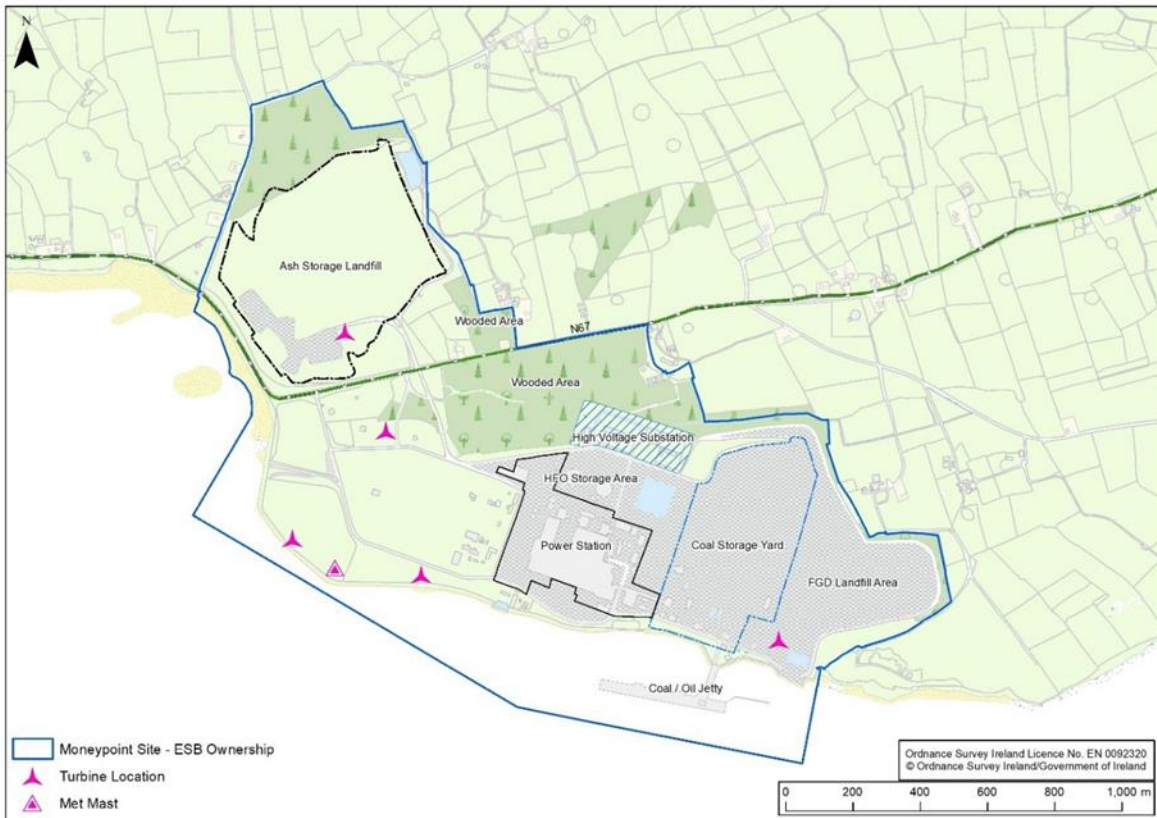 N
Ash Storage Landfill
Wooded Area
N67
Wooded Area
High Voltage Substation
HFO Storage Area
Power Station
Coal Storage Yard
FGD Landfill Area
Coal / Oil Jetty
Moneypoint Site - ESB Ownership
Turbine Location
Met Mast
Ordnance Survey Ireland Licence No. EN 0092320
© Ordnance Survey Ireland/Government of Ireland
0 200 400 600 800 1,000 m